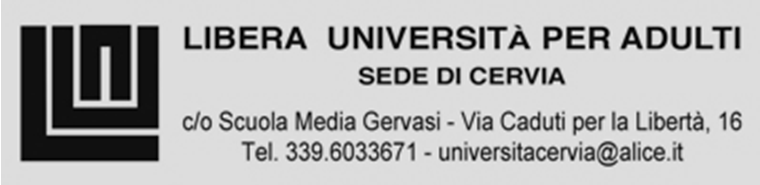 LIBERA UNIVERSITÀ PER ADULTI
SEDE DI CERVIA
c/o Scuola Media Gervasi - Via Caduti per la Libertà, 16
Tel. 339.6033671 - universitacervia@alice.it